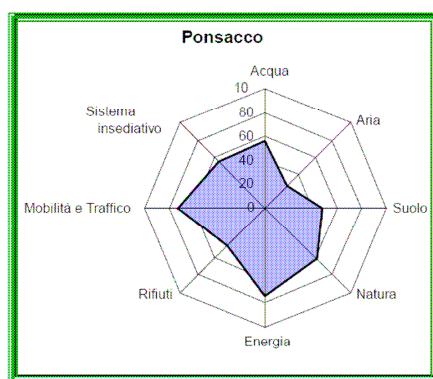 Ponsacco
Acqua
10
80
60
40
20
0
Aria
Suolo
Natura
Energia
Rifiuti
Mobilità e Traffico
Sistema
insediativo